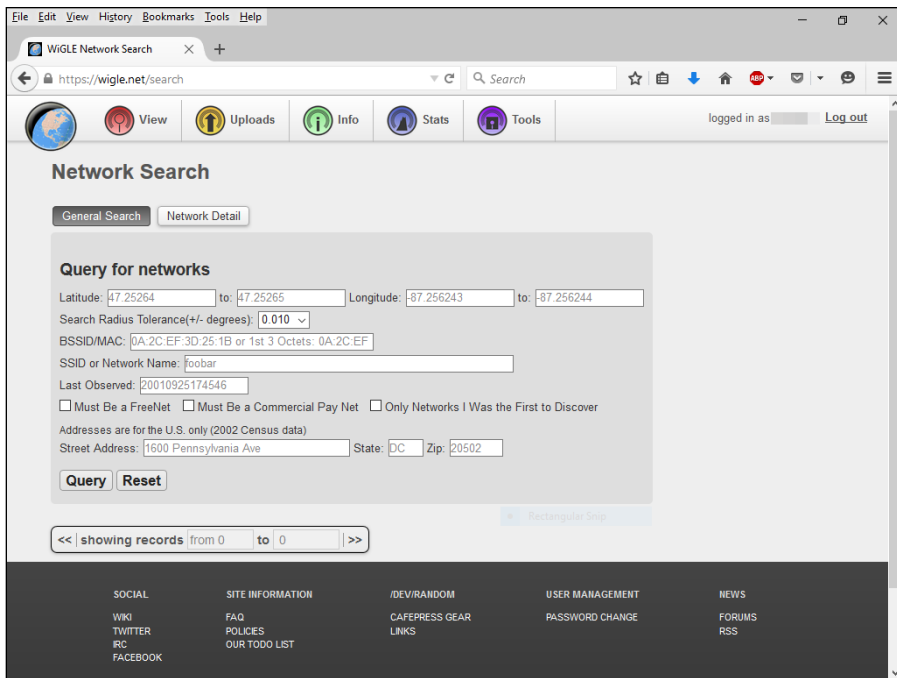 File Edit View History Bookmarks Tools Help
WiGLE Network Search
https://wigle.net/search
Search
ABP
View Uploads Info Stats Tools logged in as Log out
Network Search
General Search Network Detail
Query for networks
Latitude: 47.25264 to: 47.25265 Longitude: -87.256243 to: -87.256244
Search Radius Tolerance(+/- degrees): 0.010
BSSID/MAC: 0A:2C:EF:3D:25:1B or 1st 3 Octets: 0A:2C:EF
SSID or Network Name: foobar
Last Observed: 20010925174546
Must Be a FreeNet Must Be a Commercial Pay Net Only Networks I Was the First to Discover
Addresses are for the U.S. only (2002 Census data)
Street Address: 1600 Pennsylvania Ave State: DC Zip: 20502
Query Reset
Rectangular Snip
<< showing records from 0 to 0 >>
SOCIAL SITE INFORMATION /DEV/RANDOM USER MANAGEMENT NEWS
WIKI FAQ CAFEPRESS GEAR PASSWORD CHANGE FORUMS
TWITTER POLICIES LINKS RSS
IRC OUR TODO LIST
FACEBOOK